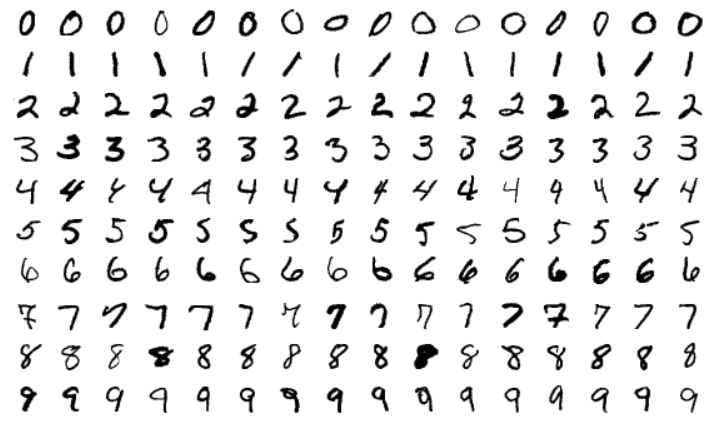 0 0 0 0 0 0 0 0 0 0 0 0 0 0 0 0
1 1 1 1 1 1 1 1 1 1 1 1 1 1 1 1
2 2 2 2 2 2 2 2 2 2 2 2 2 2 2 2
3 3 3 3 3 3 3 3 3 3 3 3 3 3 3 3
4 4 4 4 4 4 4 4 4 4 4 4 4 4 4 4
5 5 5 5 5 5 5 5 5 5 5 5 5 5 5 5
6 6 6 6 6 6 6 6 6 6 6 6 6 6 6 6
7 7 7 7 7 7 7 7 7 7 7 7 7 7 7 7
8 8 8 8 8 8 8 8 8 8 8 8 8 8 8 8
9 9 9 9 9 9 9 9 9 9 9 9 9 9 9 9